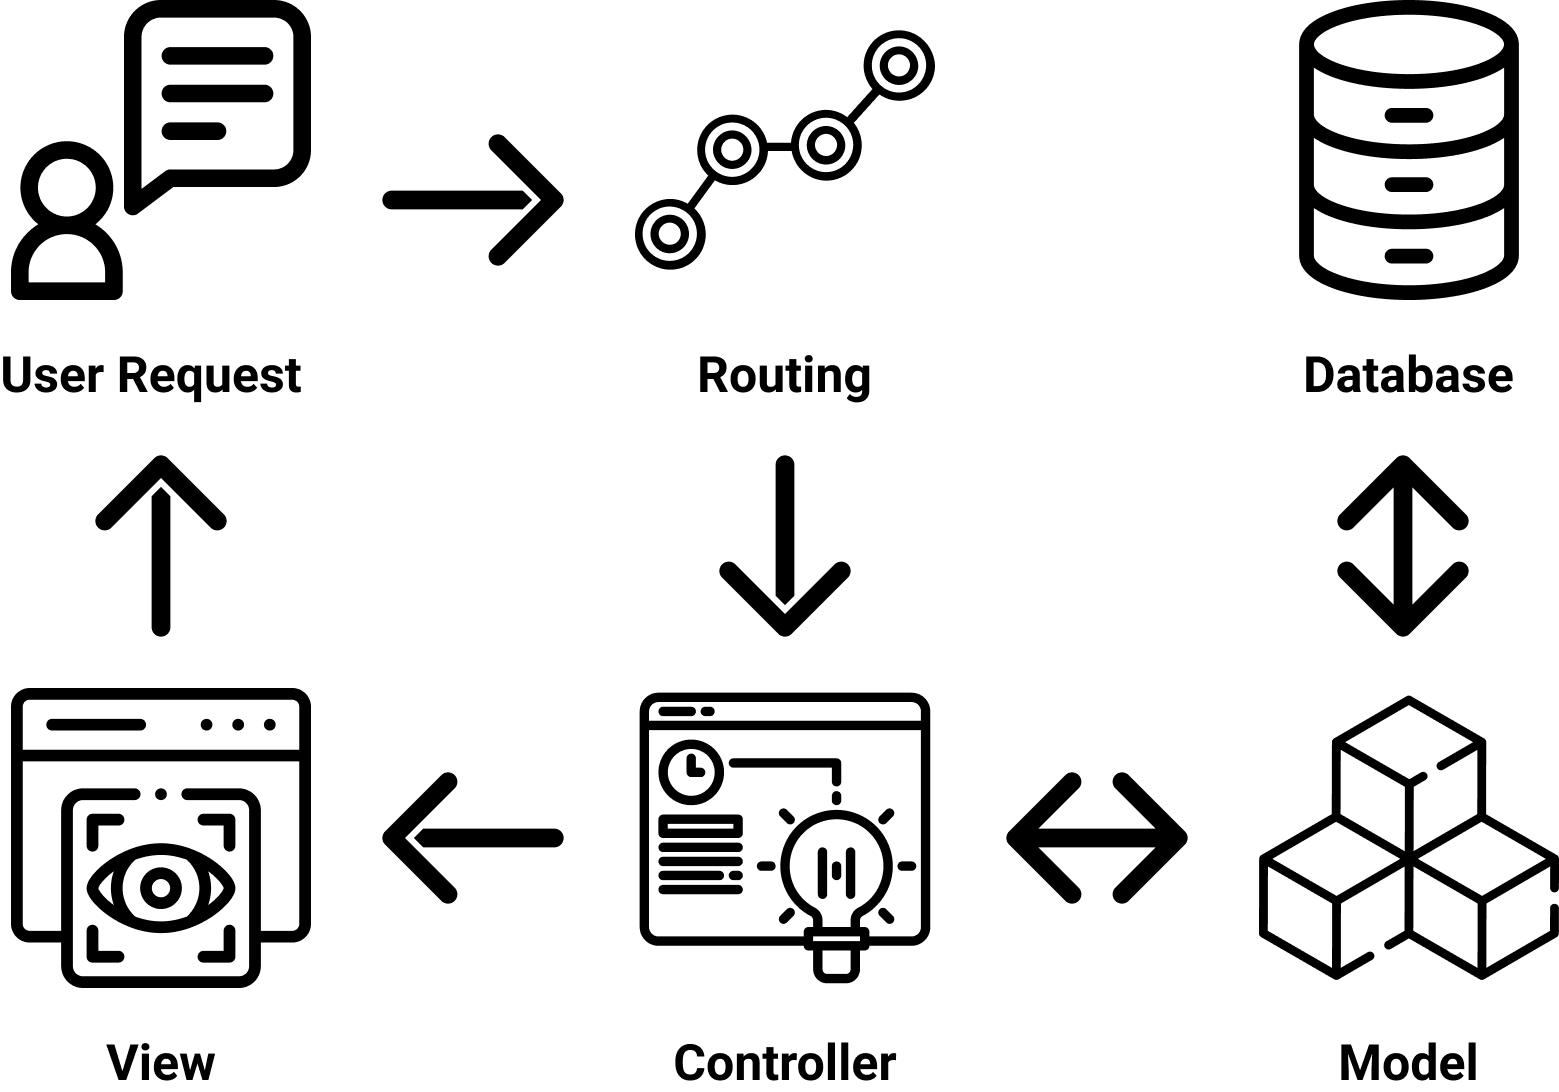 User Request
Routing
Database
View
Controller
Model